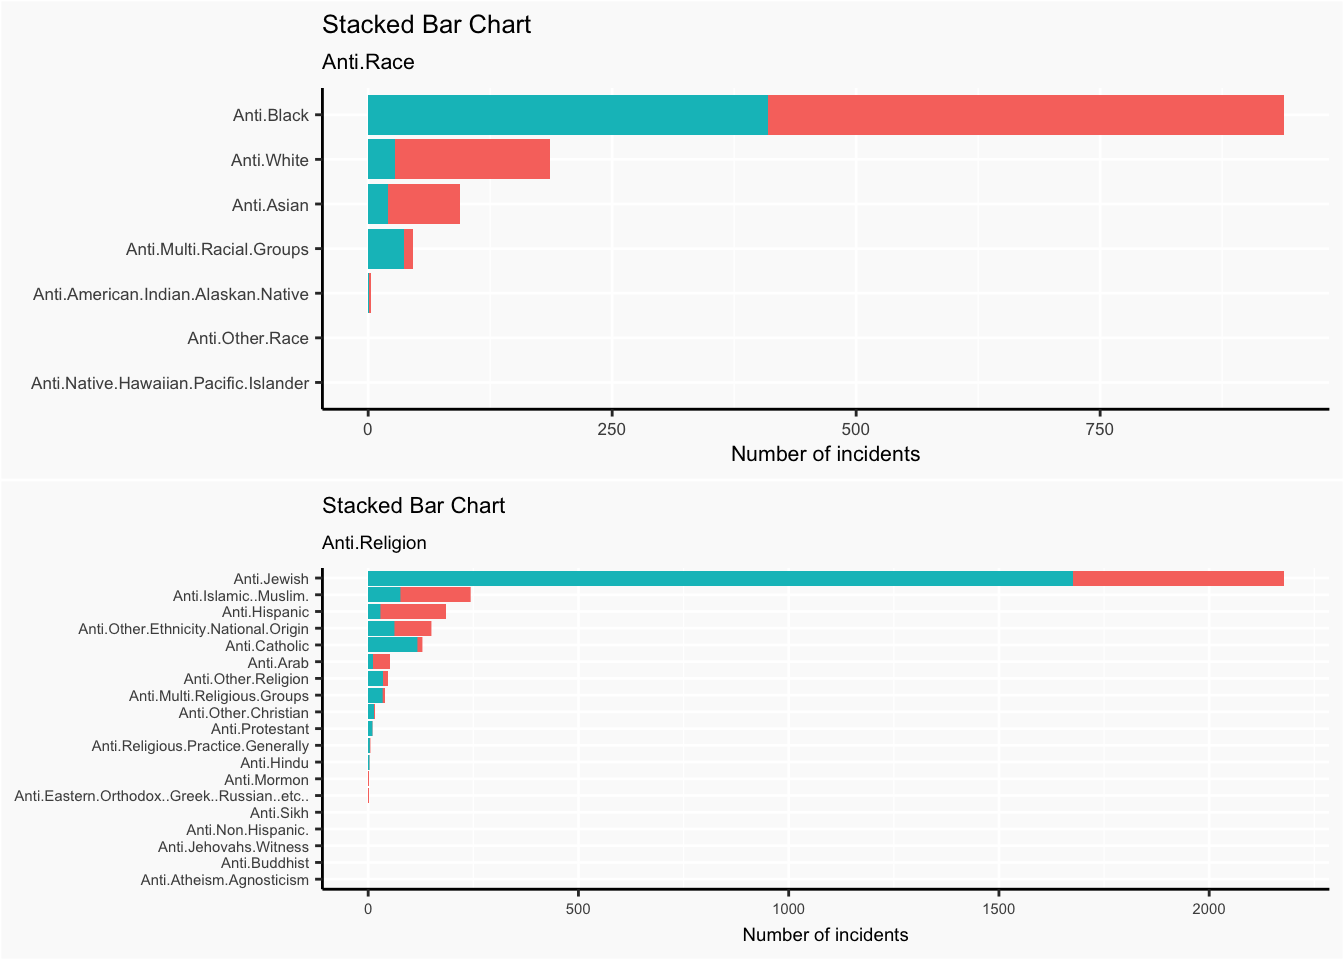 Stacked Bar Chart
Anti.Race
Anti.Black
Anti.White
Anti.Asian
Anti.Multi.Racial.Groups
Anti.American.Indian.Alaskan.Native
Anti.Other.Race
Anti.Native.Hawaiian.Pacific.Islander
0 250 500 750
Number of incidents
Stacked Bar Chart
Anti.Religion
Anti.Jewish
Anti.Islamic..Muslim.
Anti.Hispanic
Anti.Other.Ethnicity.National.Origin
Anti.Catholic
Anti.Arab
Anti.Other.Religion
Anti.Multi.Religious.Groups
Anti.Other.Christian
Anti.Protestant
Anti.Religious.Practice.Generally
Anti.Hindu
Anti.Mormon
Anti.Eastern.Orthodox..Greek..Russian..etc..
Anti.Sikh
Anti.Non.Hispanic.
Anti.Jehovahs.Witness
Anti.Buddhist
Anti.Atheism.Agnosticism
0 500 1000 1500 2000
Number of incidents